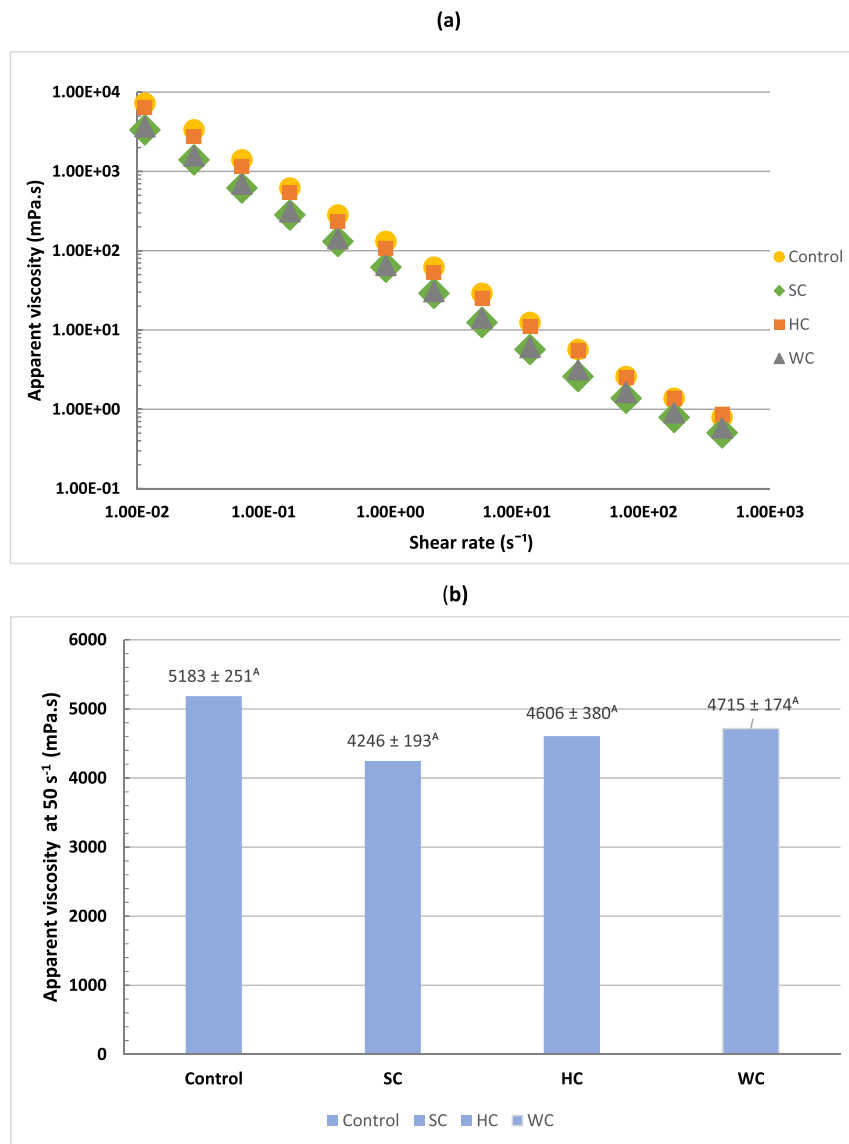 (a)
1.00E+04
1.00E+03
1.00E+02
1.00E+01
1.00E+00
1.00E-01
Apparent viscosity (mPa.s)
1.00E-02 1.00E-01 1.00E+00 1.00E+01 1.00E+02 1.00E+03
Shear rate (s⁻¹)
Control
SC
HC
WC
(b)
6000
5000
4000
3000
2000
1000
0
Apparent viscosity at 50 s⁻¹ (mPa.s)
5183 ± 251ᴬ
4246 ± 193ᴬ
4606 ± 380ᴬ
4715 ± 174ᴬ
Control SC HC WC
Control SC HC WC